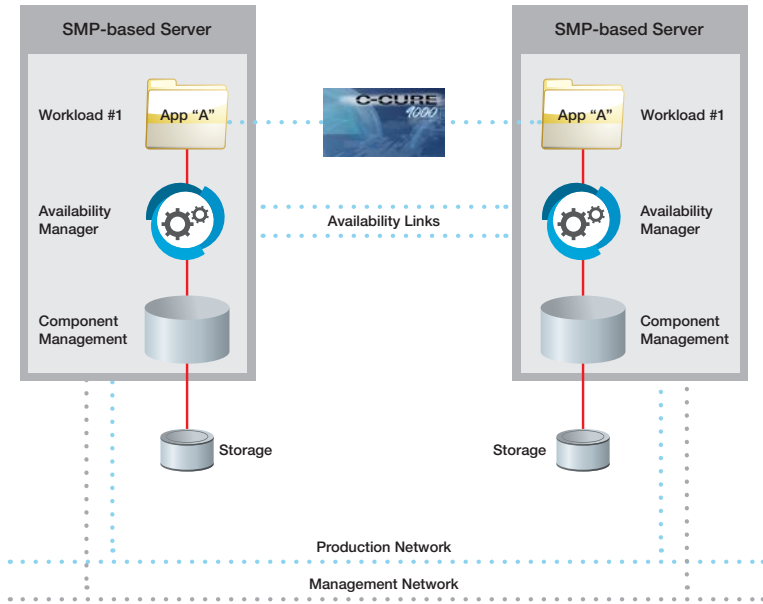 SMP-based Server
SMP-based Server
Workload #1
App “A”
C•CURE
9000
App “A”
Workload #1
Availability
Manager
Availability Links
Availability
Manager
Component
Management
Component
Management
Storage
Storage
Production Network
Management Network